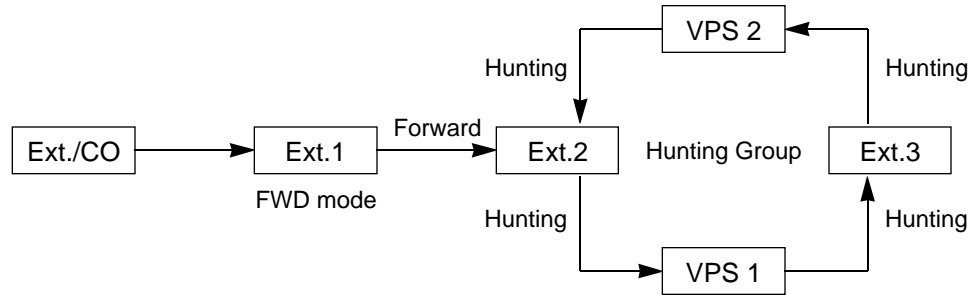 VPS 2
Hunting
Hunting
Forward
Ext./CO
Ext.1
Ext.2
Hunting Group
Ext.3
FWD mode
Hunting
Hunting
VPS 1